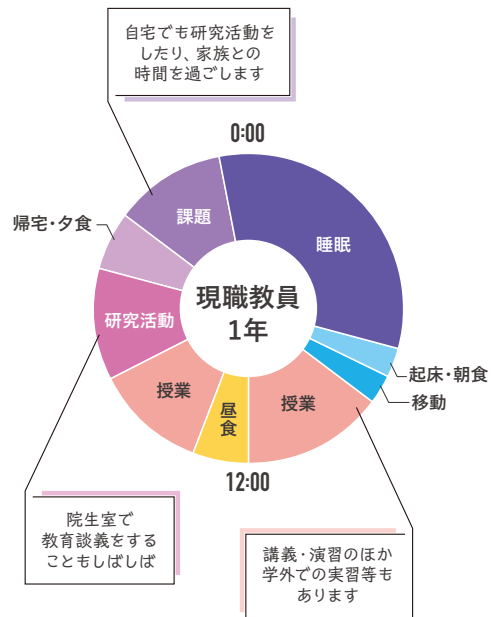 自宅でも研究活動を
したり、家族との
時間を過ごします
0:00
課題
睡眠
帰宅・夕食
現職教員
1年
研究活動
起床・朝食
移動
授業
昼食
授業
12:00
院生室で
教育談義をする
こともしばしば
講義・演習のほか
学外での実習等も
あります